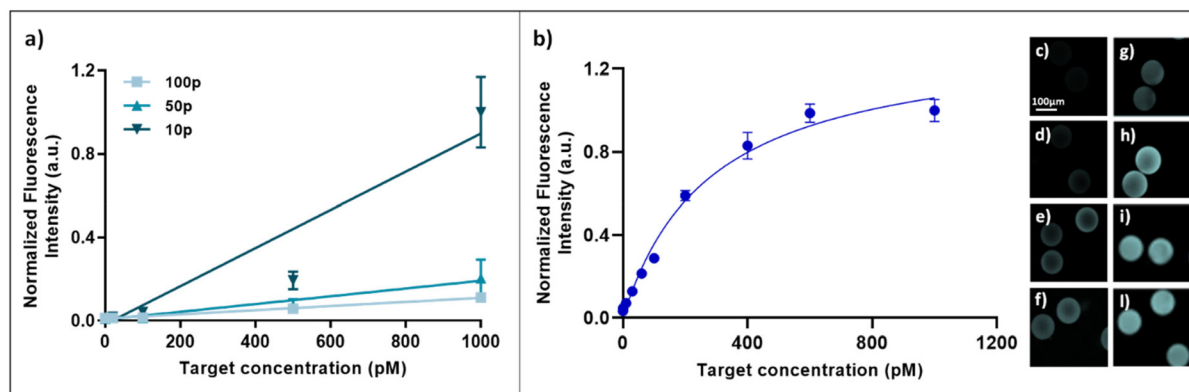 a)
Normalized Fluorescence
Intensity (a.u.)
1.2
0.8
0.4
0.0
100p
50p
10p
0 200 400 600 800 1000
Target concentration (pM)
b)
Normalized Fluorescence
Intensity (a.u.)
1.2
0.8
0.4
0.0
0 400 800 1200
Target concentration (pM)
c)
100µm
d)
e)
f)
g)
h)
i)
l)